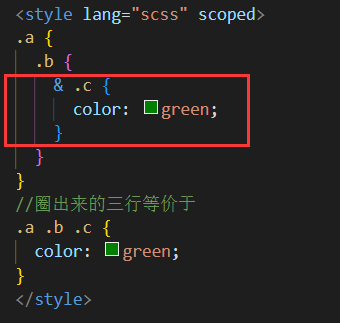 <style lang="scss" scoped>
.a {
  .b {
    & .c {
      color: green;
    }
  }
}
//圈出来的三行等价于
.a .b .c {
  color: green;
}
</style>